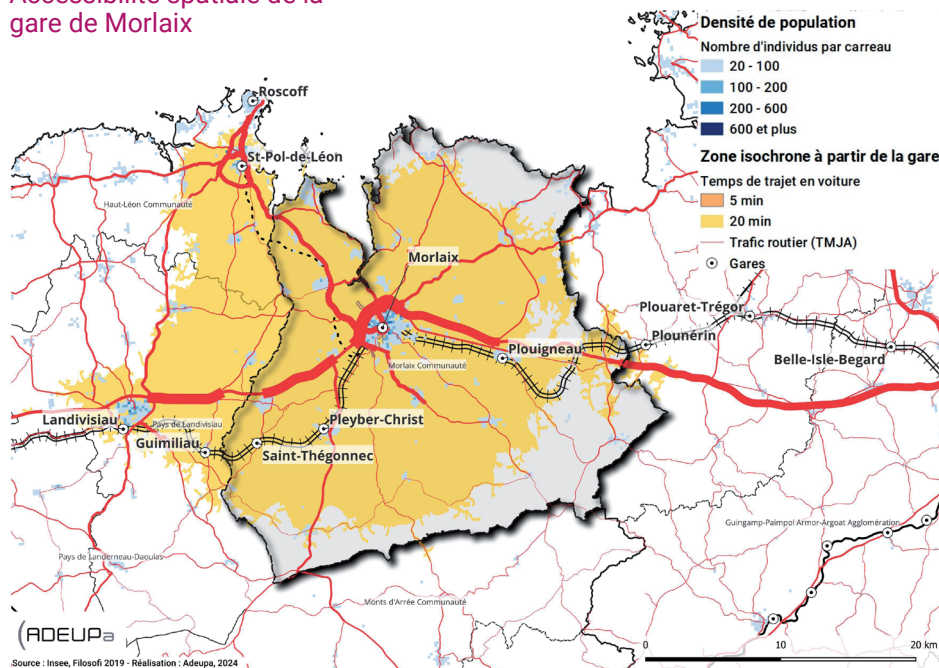 Accessibilité spatiale de la
gare de Morlaix
Densité de population
Nombre d'individus par carreau
20 - 100
100 - 200
200 - 600
600 et plus
Zone isochrone à partir de la gare
Temps de trajet en voiture
5 min
20 min
Trafic routier (TMJA)
Gares
Roscoff
St-Pol-de-Léon
Haut-Léon Communauté
Morlaix
Plouaret-Trégor
Plounérin
Plouigneau
Belle-Isle-Begard
Morlaix Communauté
Landivisiau
Pays de Landivisiau
Pleyber-Christ
Guimiliau
Saint-Thégonnec
Guingamp-Paimpol Armor-Argoat Agglomération
Pays de Landerneau-Daoulas
Monts d'Arrée Communauté
ADEUPa
0 10 20 km
Source : Insee, Filosofi 2019 - Réalisation : Adeupa, 2024